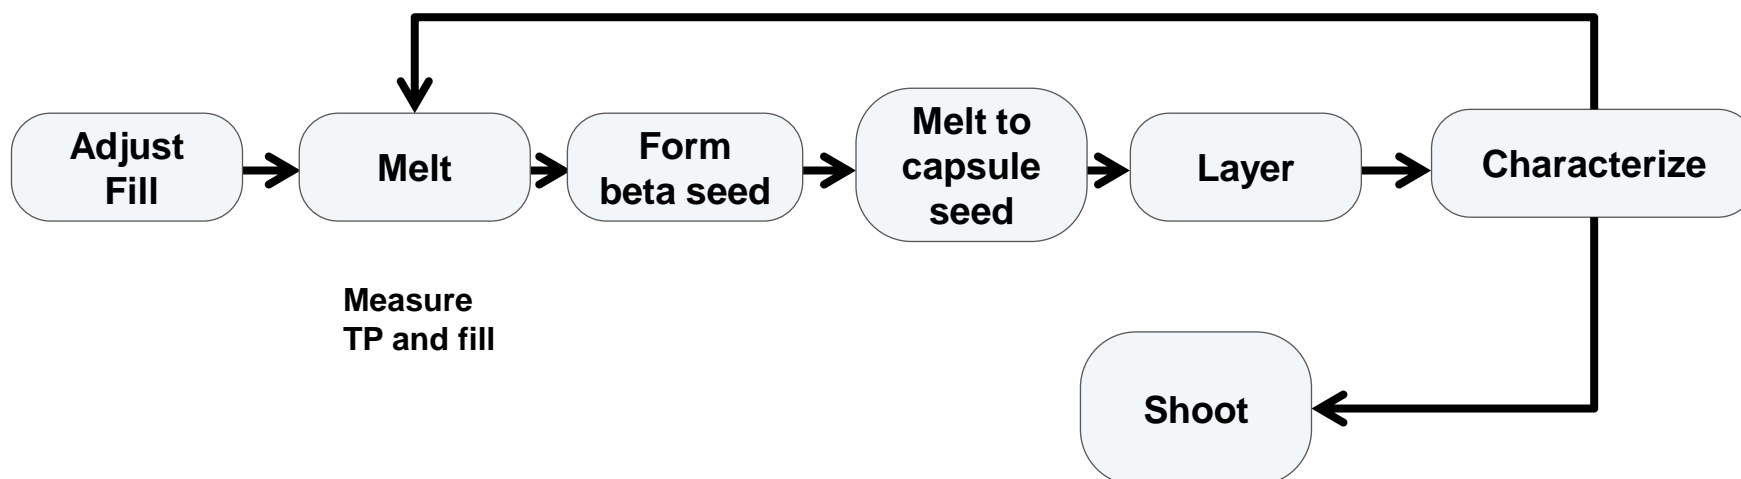 Adjust
Fill
Melt
Form
beta seed
Melt to
capsule
seed
Layer
Characterize
Measure
TP and fill
Shoot